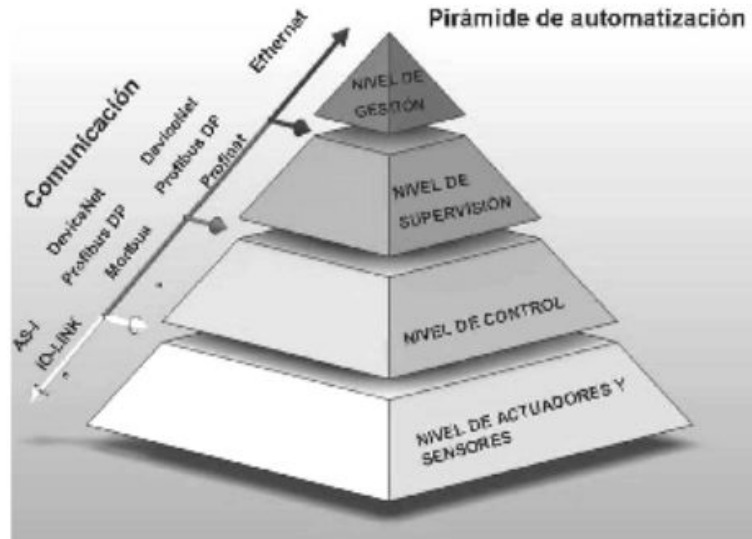 Pirámide de automatización
Comunicación
Ethernet
DeviceNet
Profibus DP
Profinet
DeviceNet
Profibus DP
Modbus
AS-I
IO-LINK
NIVEL DE
GESTIÓN
NIVEL DE
SUPERVISIÓN
NIVEL DE CONTROL
NIVEL DE ACTUADORES Y
SENSORES